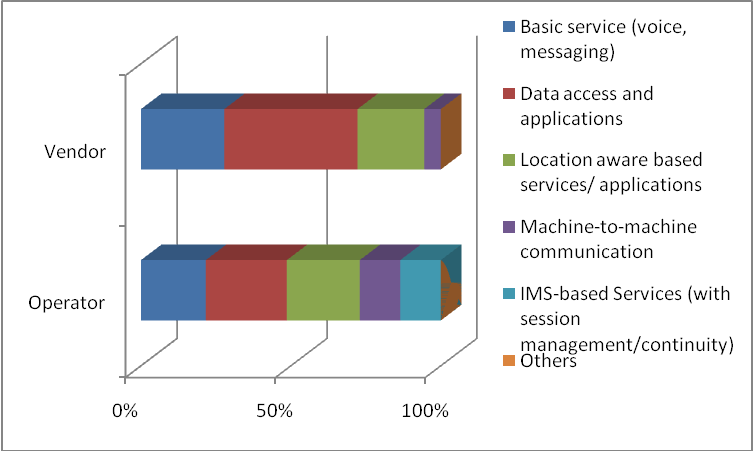 Vendor
Operator
0%
50%
100%
Basic service (voice,
messaging)
Data access and
applications
Location aware based
services/ applications
Machine-to-machine
communication
IMS-based Services (with
session
management/continuity)
Others